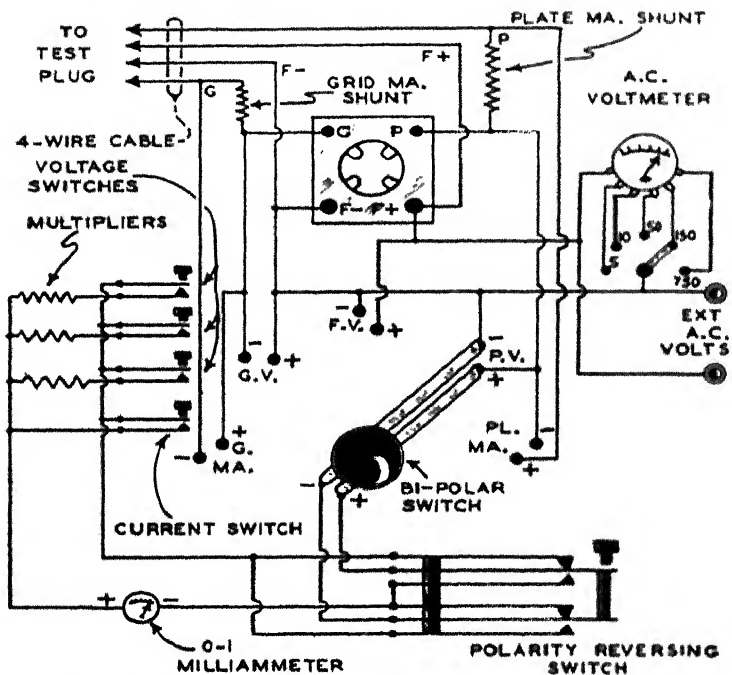 TO
TEST
PLUG
P
PLATE MA. SHUNT
F+
F-
G
GRID MA.
SHUNT
A.C.
VOLTMETER
4-WIRE CABLE-
VOLTAGE
SWITCHES
MULTIPLIERS
G
P
F-
F+
5
10
50
150
750
-
F.V.
+
EXT
A.C.
VOLTS
-
G.V.
+
-
P.V.
+
+
G.
-
MA.
PL.
-
MA.
+
-
+
BI-POLAR
SWITCH
CURRENT SWITCH
+
-
0-1
MILLIAMMETER
POLARITY REVERSING
SWITCH